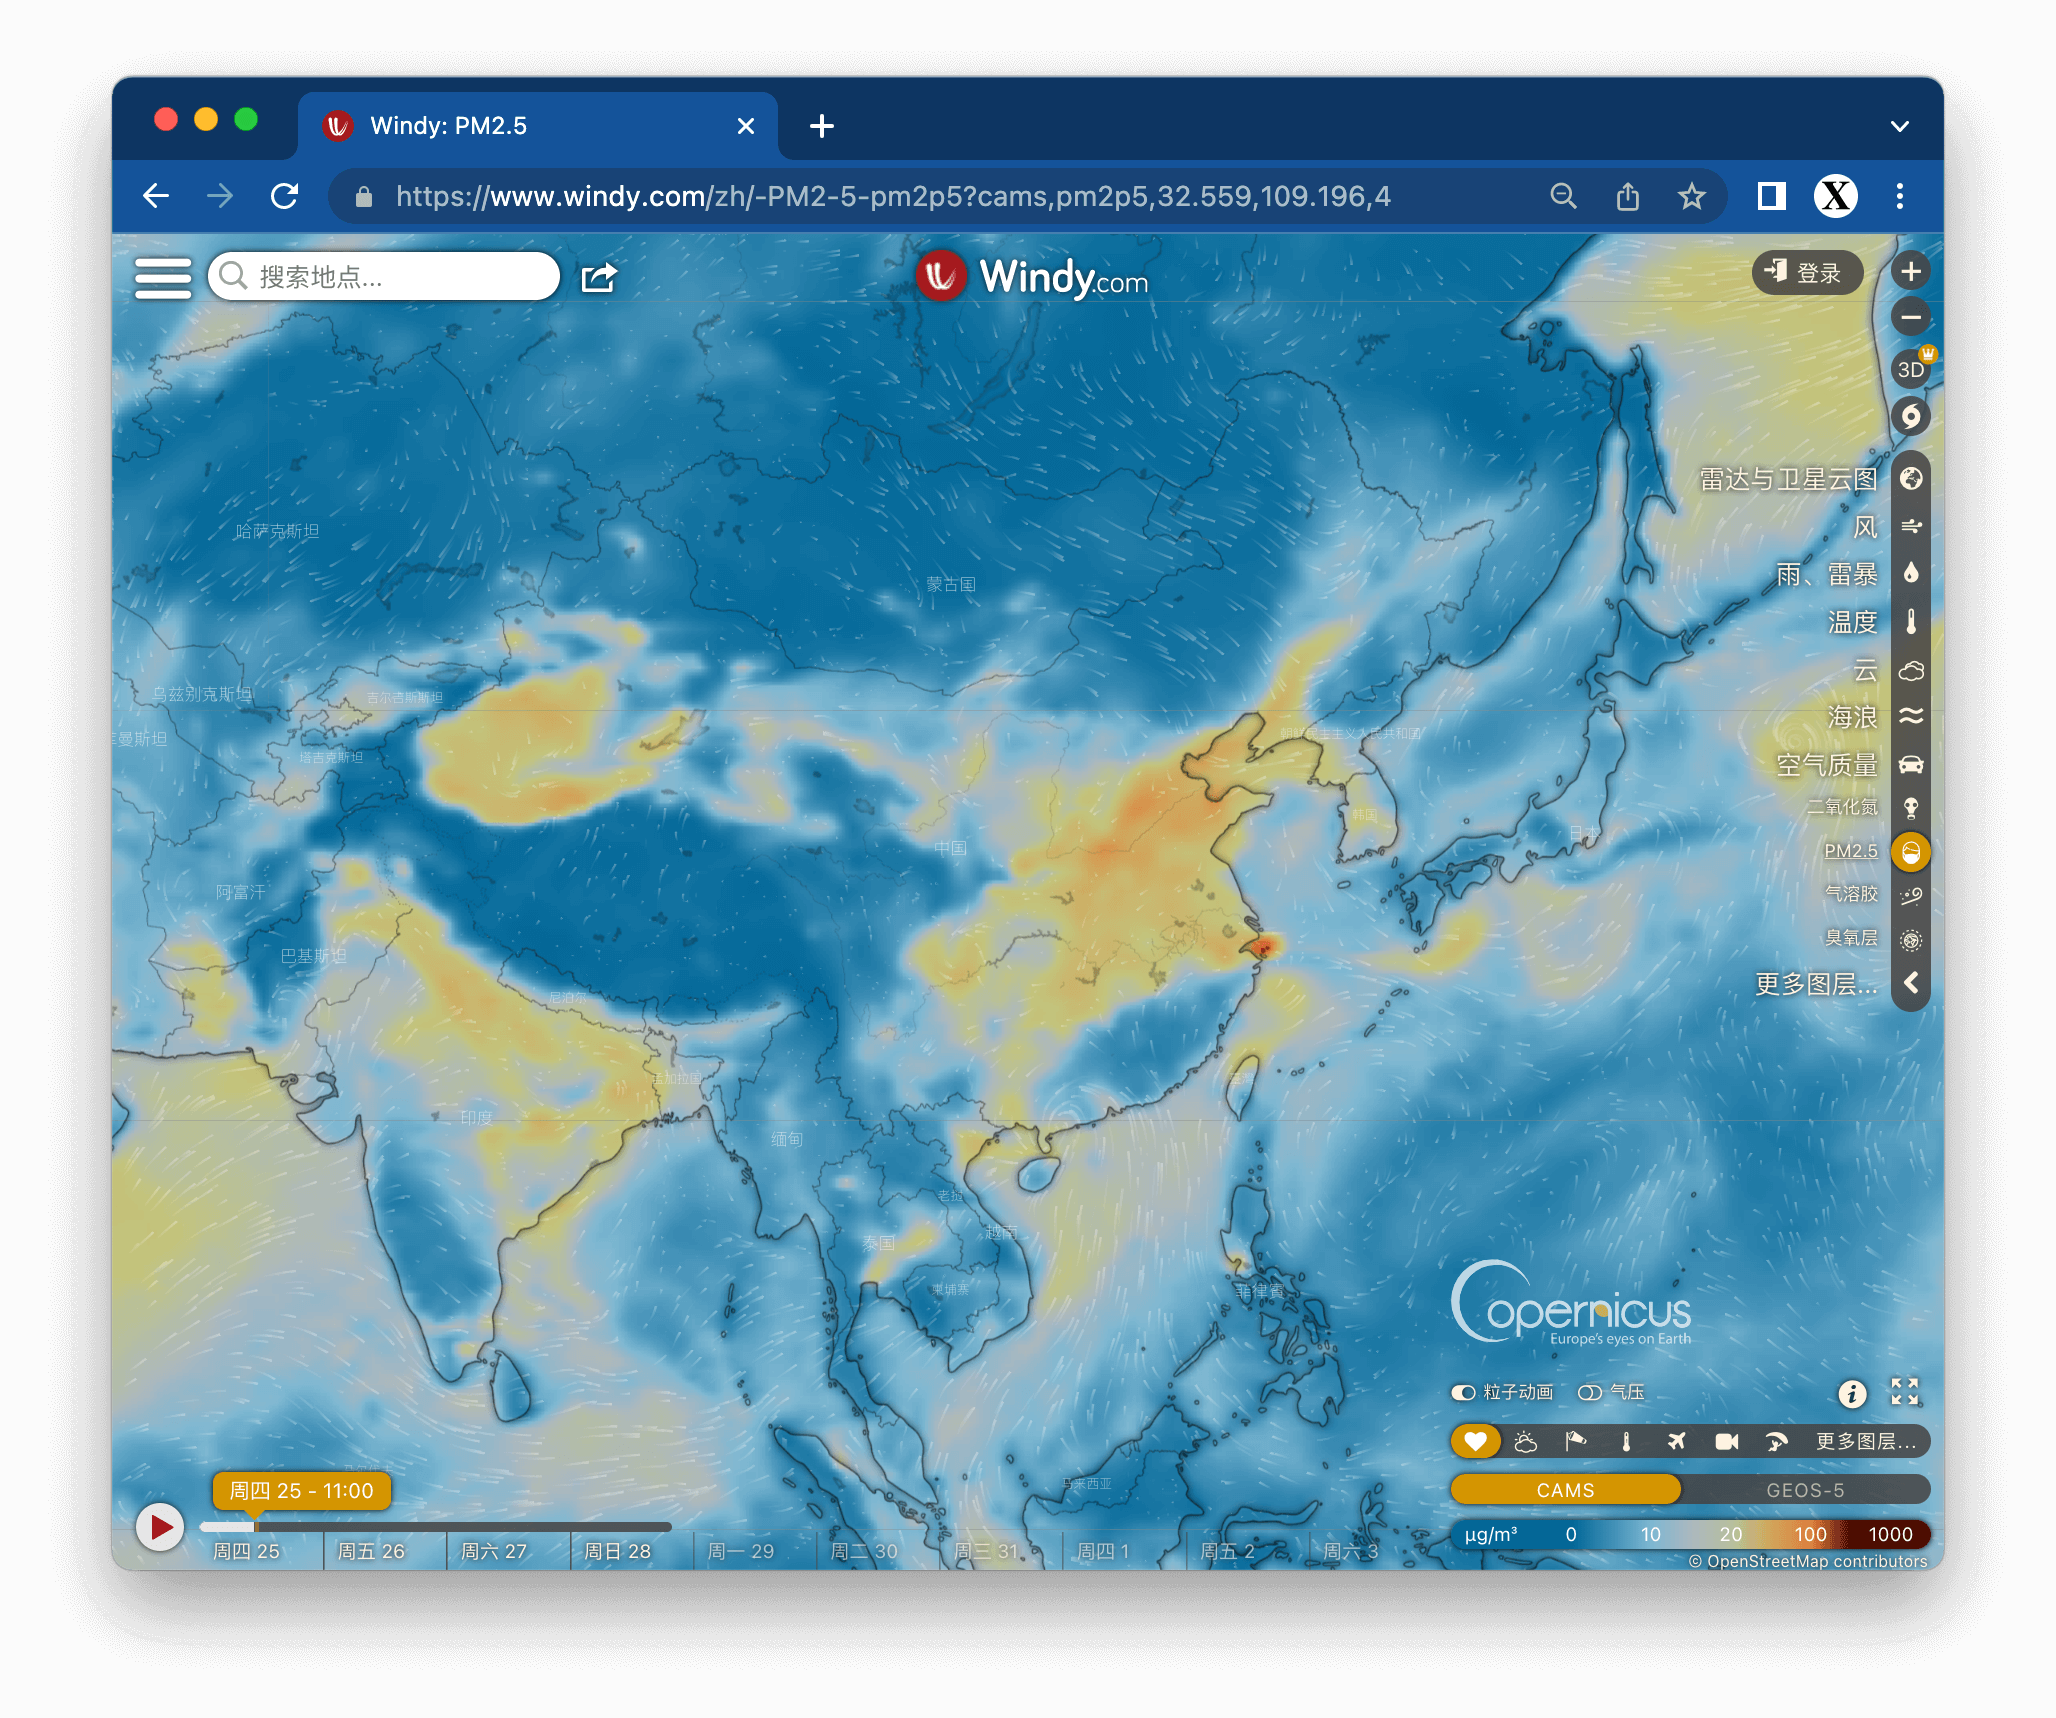 Windy: PM2.5
https://www.windy.com/zh/-PM2-5-pm2p5?cams,pm2p5,32.559,109.196,4
搜索地点...
Windy.com
登录
3D
雷达与卫星云图
风
雨、雷暴
温度
云
海浪
空气质量
二氧化氮
PM2.5
气溶胶
臭氧层
更多图层...
哈萨克斯坦
蒙古国
乌兹别克斯坦
吉尔吉斯斯坦
曼斯坦
塔吉克斯坦
朝鲜民主主义人民共和国
韩国
日本
中国
阿富汗
巴基斯坦
尼泊尔
孟加拉国
印度
缅甸
老挝
越南
泰国
柬埔寨
菲律賓
马来西亚
Copernicus
Europe's eyes on Earth
粒子动画 气压
i
更多图层...
CAMS GEOS-5
µg/m³ 0 10 20 100 1000
© OpenStreetMap contributors
周四 25 - 11:00
周四 25 周五 26 周六 27 周日 28 周一 29 周二 30 周三 31 周四 1 周五 2 周六 3